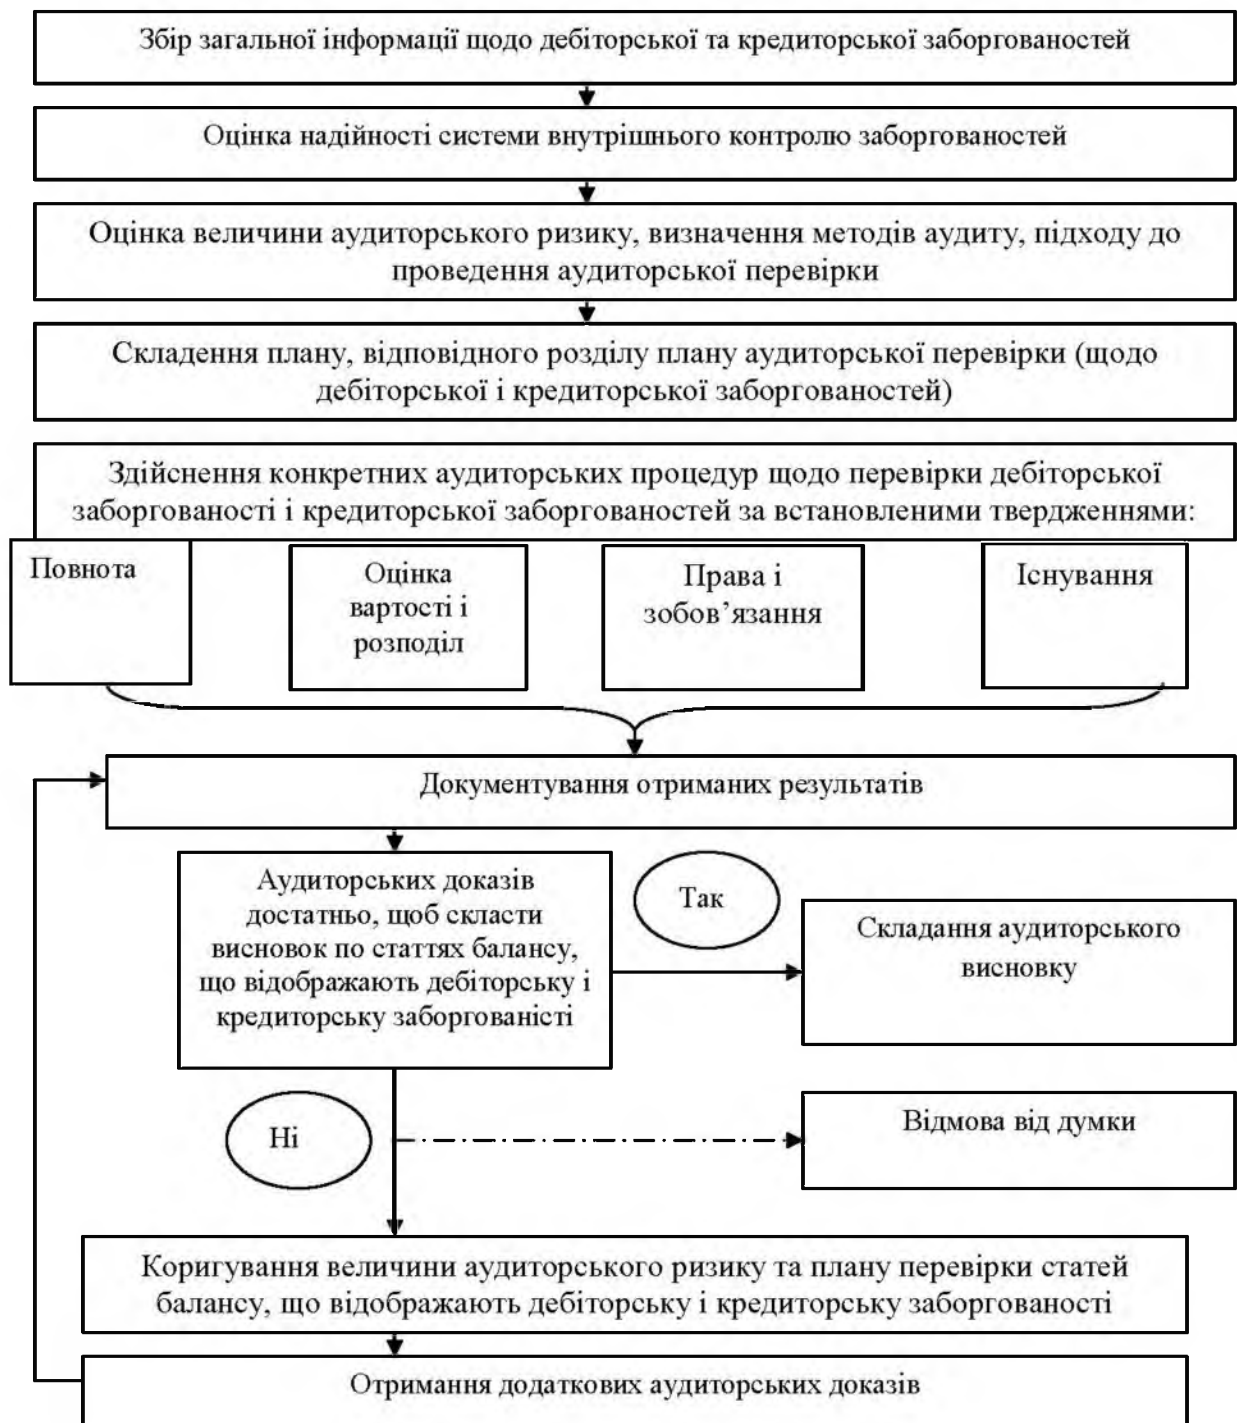 Збір загальної інформації щодо дебіторської та кредиторської заборгованостей
Оцінка надійності системи внутрішнього контролю заборгованостей
Оцінка величини аудиторського ризику, визначення методів аудиту, підходу до
проведення аудиторської перевірки
Складення плану, відповідного розділу плану аудиторської перевірки (щодо
дебіторської і кредиторської заборгованостей)
Здійснення конкретних аудиторських процедур щодо перевірки дебіторської
заборгованості і кредиторської заборгованостей за встановленими твердженнями:
Повнота
Оцінка
вартості і
розподіл
Права і
зобов’язання
Існування
Документування отриманих результатів
Аудиторських доказів
достатньо, щоб скласти
висновок по статтях балансу,
що відображають дебіторську і
кредиторську заборгованісті
Так
Складання аудиторського
висновку
Ні
Відмова від думки
Коригування величини аудиторського ризику та плану перевірки статей
балансу, що відображають дебіторську і кредиторську заборгованості
Отримання додаткових аудиторських доказів